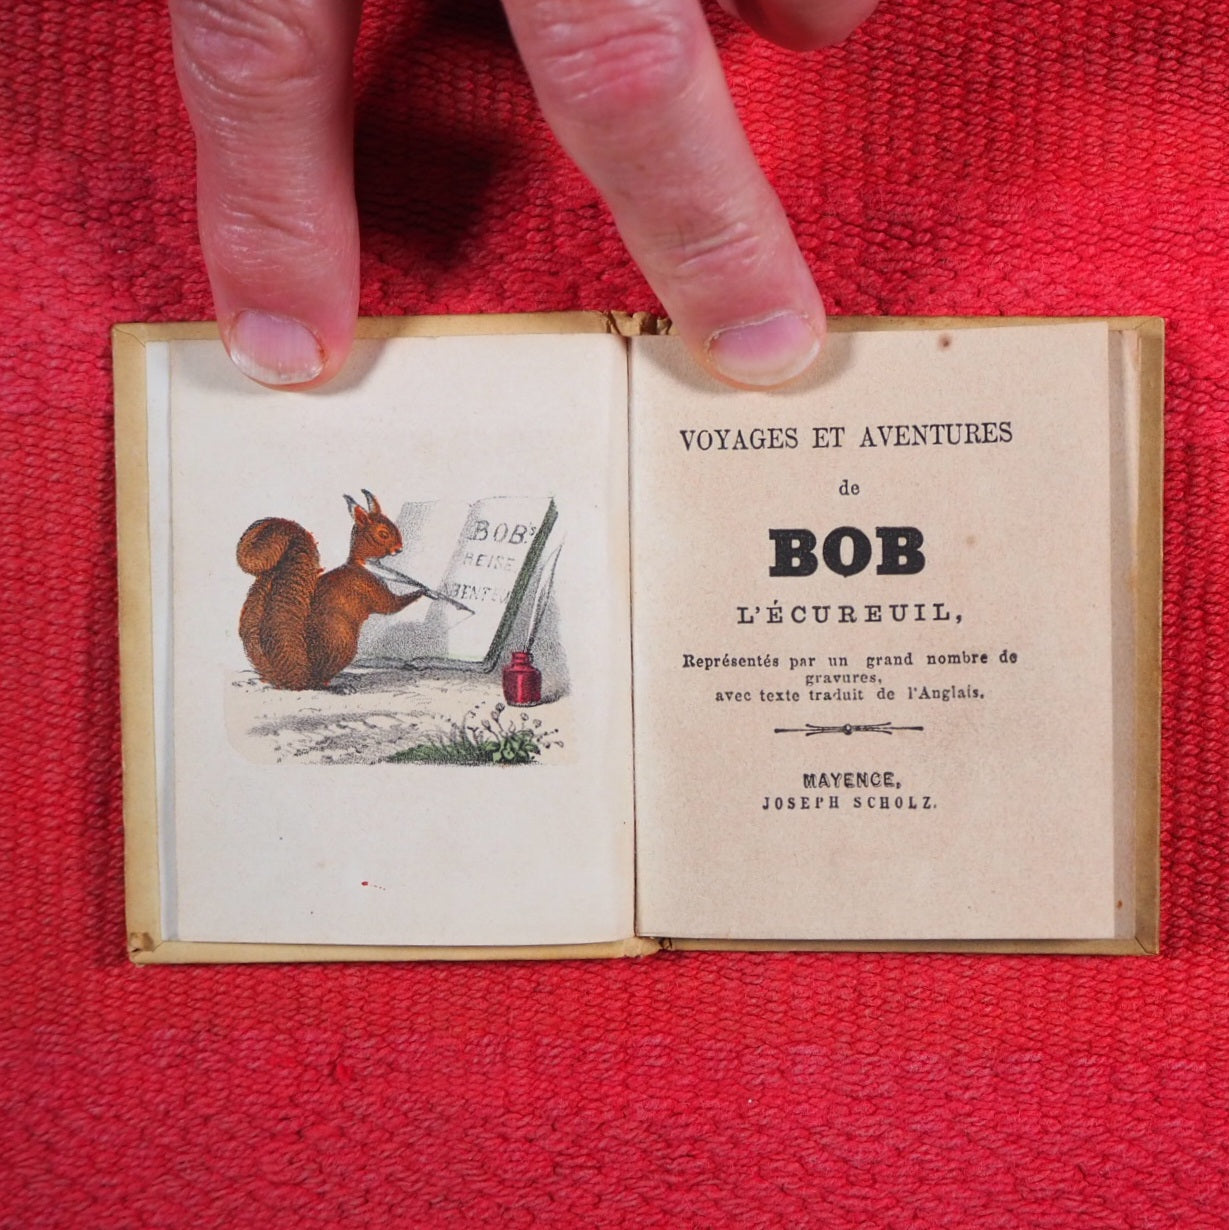 BOB's
REISE
VOYAGES ET AVENTURES
de
BOB
L'ÉCUREUIL,
Représentés par un grand nombre de
gravures,
avec texte traduit de l'Anglais.
MAYENCE,
JOSEPH SCHOLZ.